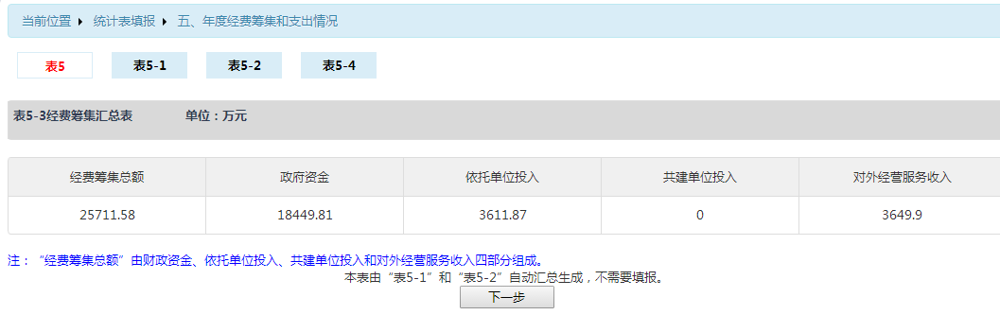 当前位置 统计表填报 五、年度经费筹集和支出情况
表5 表5-1 表5-2 表5-4
表5-3经费筹集汇总表 单位：万元
经费筹集总额 政府资金 依托单位投入 共建单位投入 对外经营服务收入
25711.58 18449.81 3611.87 0 3649.9
注：“经费筹集总额”由财政资金、依托单位投入、共建单位投入和对外经营服务收入四部分组成。
本表由“表5-1”和“表5-2”自动汇总生成，不需要填报。
下一步